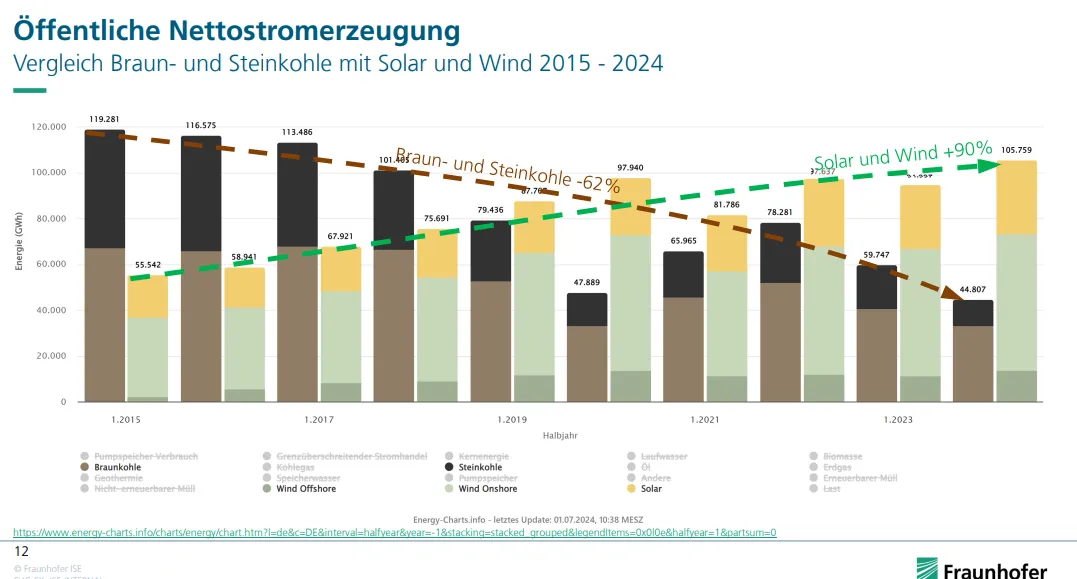 Öffentliche Nettostromerzeugung
Vergleich Braun- und Steinkohle mit Solar und Wind 2015 - 2024
119.281
116.575
113.486
55.542
58.941
67.921
75.691
79.436
47.889
97.940
65.965
81.786
78.281
97.637
59.747
44.807
105.759
Braun- und Steinkohle -62%
Solar und Wind +90%
Energie (GWh)
120.000
100.000
80.000
60.000
40.000
20.000
0
1.2015
1.2017
1.2019
1.2021
1.2023
Halbjahr
Pumpspeicher Verbrauch Grenzüberschreitender Stromhandel Kernenergie Laufwasser Biomasse
Braunkohle Kohlegas Steinkohle Öl Erdgas
Geothermie Speicherwasser Pumpspeicher Andere Erneuerbarer Müll
Nicht-erneuerbarer Müll Wind Offshore Wind Onshore Solar Last
Energy-Charts.info - letztes Update: 01.07.2024, 10:38 MESZ
https://www.energy-charts.info/charts/energy/chart.htm?l=de&c=DE&interval=halfyear&year=-1&stacking=stacked_grouped&legendItems=0x0l0e&halfyear=1&partsum=0
12
© Fraunhofer ISE
Fraunhofer